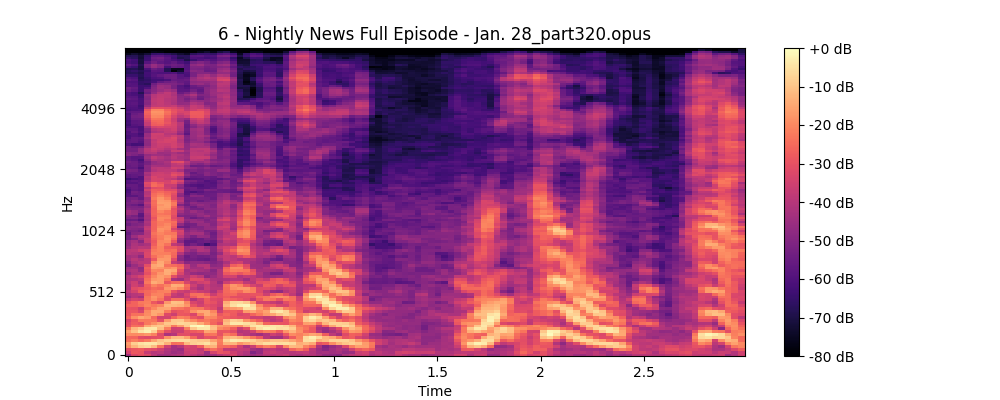 6 - Nightly News Full Episode - Jan. 28_part320.opus
Hz
4096
2048
1024
512
0
0
0.5
1
1.5
2
2.5
Time
+0 dB
-10 dB
-20 dB
-30 dB
-40 dB
-50 dB
-60 dB
-70 dB
-80 dB